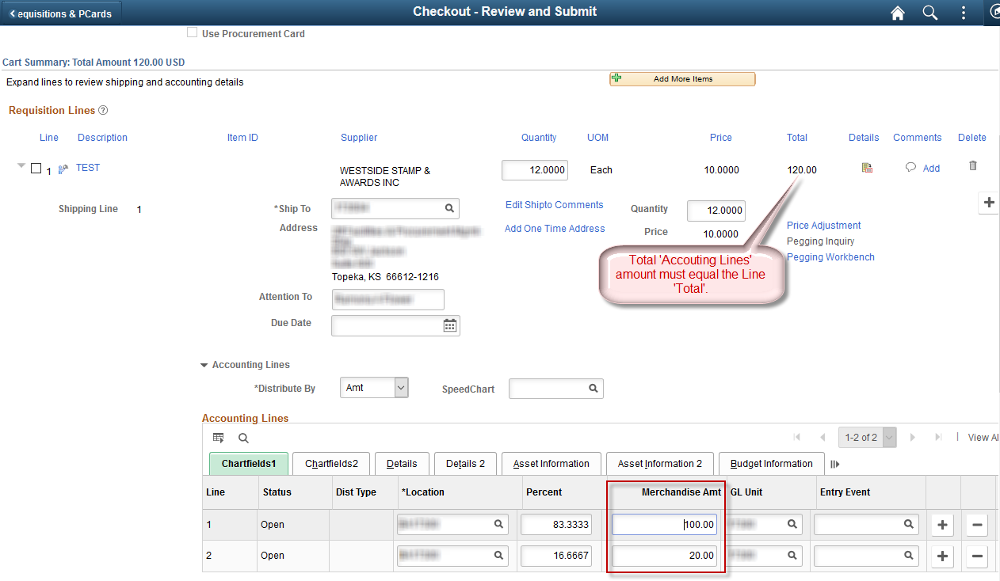 equisitions & PCards
Checkout - Review and Submit
Use Procurement Card
Cart Summary: Total Amount 120.00 USD
Expand lines to review shipping and accounting details
Add More Items
Requisition Lines
Line Description Item ID Supplier Quantity UOM Price Total Details Comments Delete
1 TEST WESTSIDE STAMP & AWARDS INC 12.0000 Each 10.0000 120.00 Add
Shipping Line 1
*Ship To
Edit Shipto Comments
Quantity 12.0000
Address
Add One Time Address
Price 10.0000
Price Adjustment
Pegging Inquiry
Pegging Workbench
Total 'Accouting Lines'
amount must equal the Line
'Total'.
Topeka, KS 66612-1216
Attention To
Due Date
Accounting Lines
*Distribute By Amt SpeedChart
Accounting Lines
1-2 of 2 | View Al
Chartfields1 Chartfields2 Details Details 2 Asset Information Asset Information 2 Budget Information
Line Status Dist Type *Location Percent Merchandise Amt GL Unit Entry Event
1 Open 83.3333 100.00
2 Open 16.6667 20.00